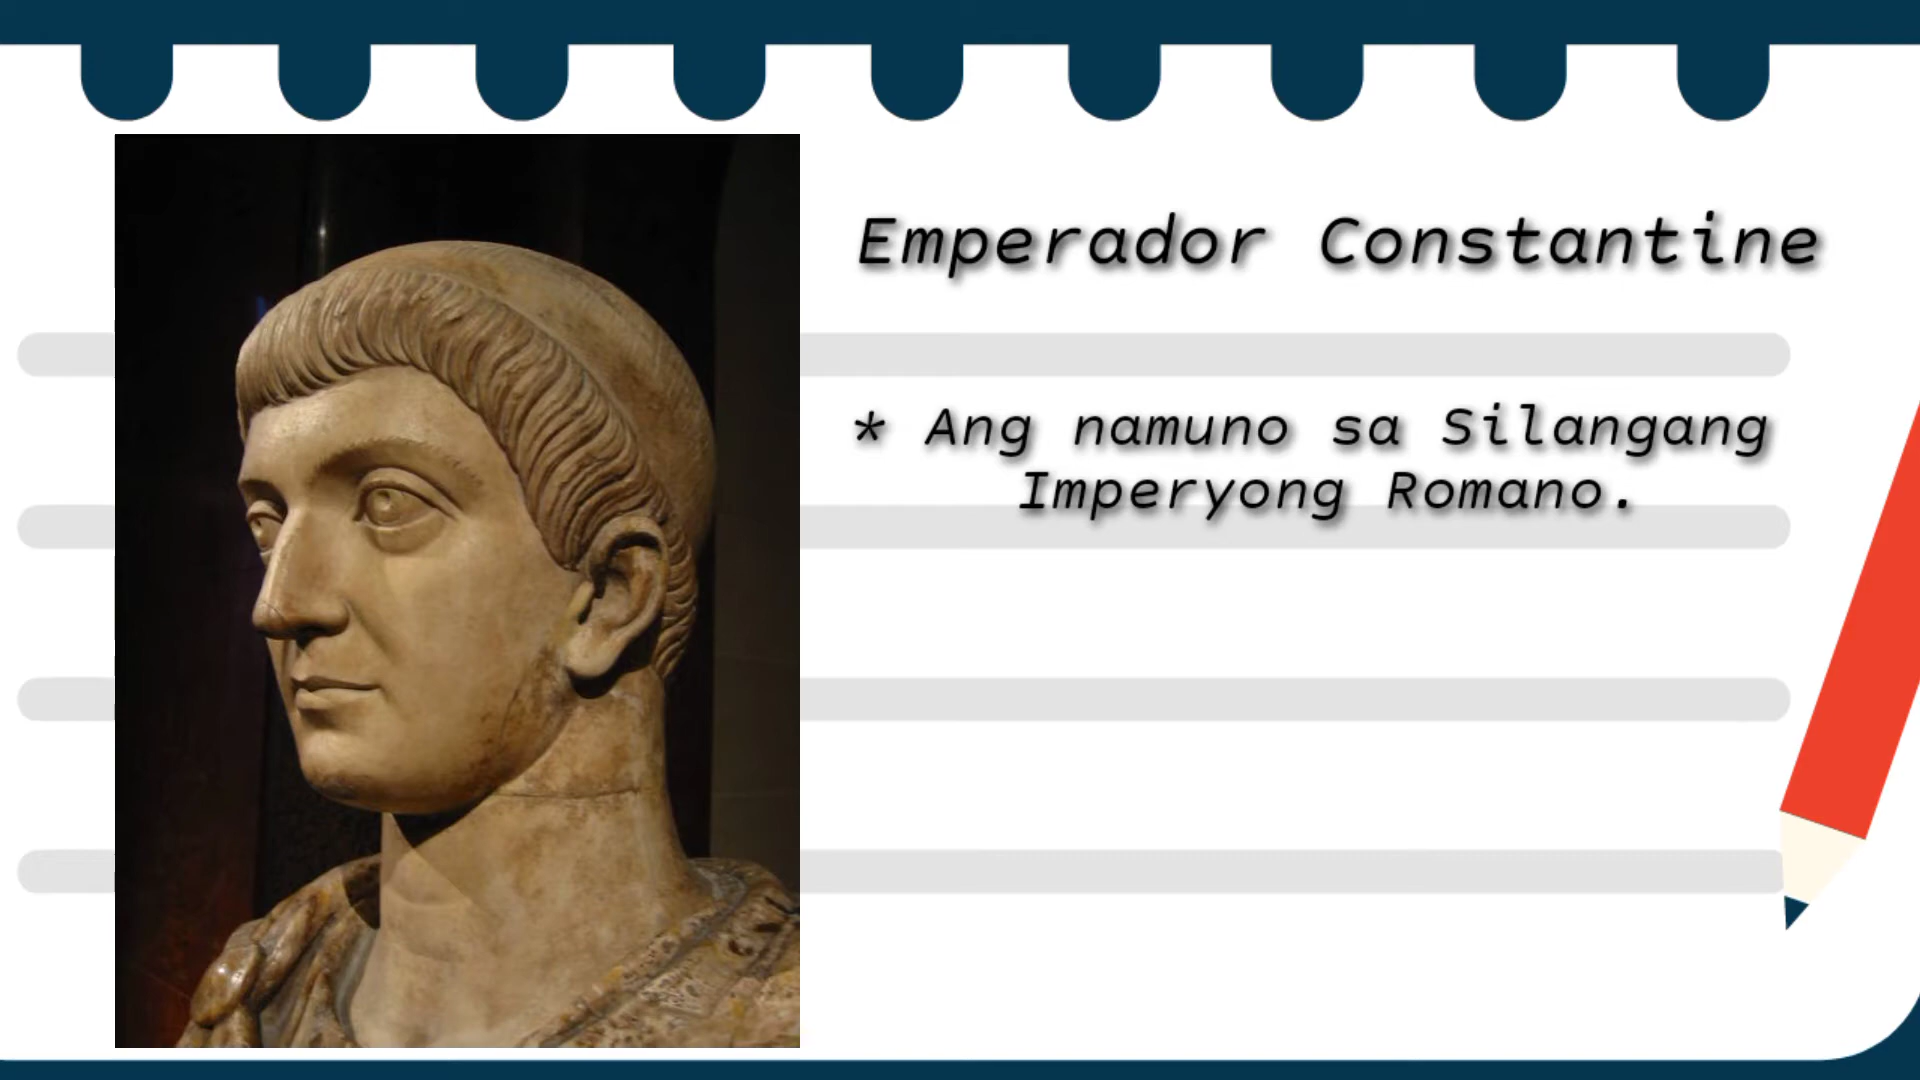 Emperador Constantine
* Ang namuno sa Silangang
Imperyong Romano.